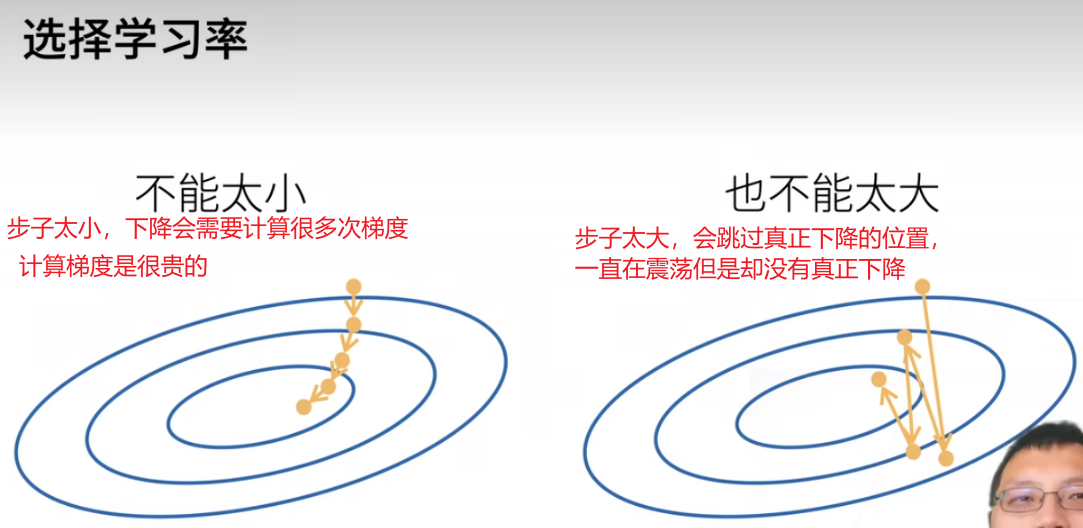 选择学习率
不能太小
步子太小，下降会需要计算很多次梯度
计算梯度是很贵的
也不能太大
步子太大，会跳过真正下降的位置，
一直在震荡但是却没有真正下降